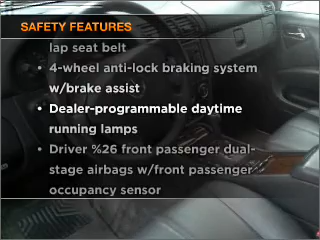 SAFETY FEATURES
lap seat belt
• 4-wheel anti-lock braking system
w/brake assist
• Dealer-programmable daytime
running lamps
• Driver %26 front passenger dual-
stage airbags w/front passenger
occupancy sensor